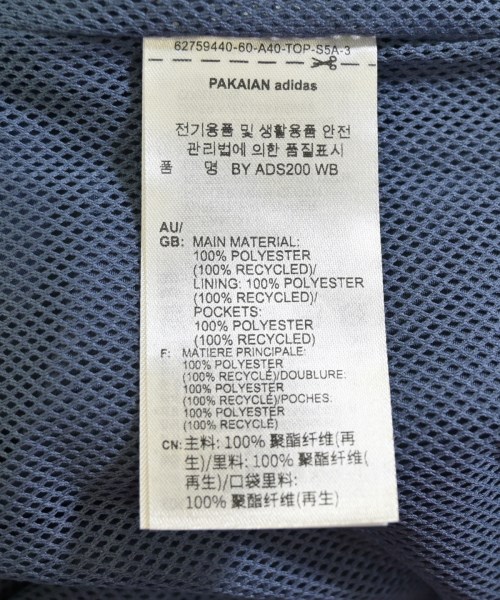 62759440-60-A40-TOP-S5A-3
PAKAIAN adidas
전기용품 및 생활용품 안전
관리법에 의한 품질표시
품 명 BY ADS200 WB
AU/
GB: MAIN MATERIAL:
100% POLYESTER
(100% RECYCLED)/
LINING: 100% POLYESTER
(100% RECYCLED)/
POCKETS:
100% POLYESTER
(100% RECYCLED)
F: MATIERE PRINCIPALE:
100% POLYESTER
(100% RECYCLÉ)/DOUBLURE:
100% POLYESTER
(100% RECYCLÉ)/POCHES:
100% POLYESTER
(100% RECYCLÉ)
CN: 主料: 100% 聚酯纤维(再
生)/里料: 100% 聚酯纤维(
再生)/口袋里料:
100% 聚酯纤维(再生)